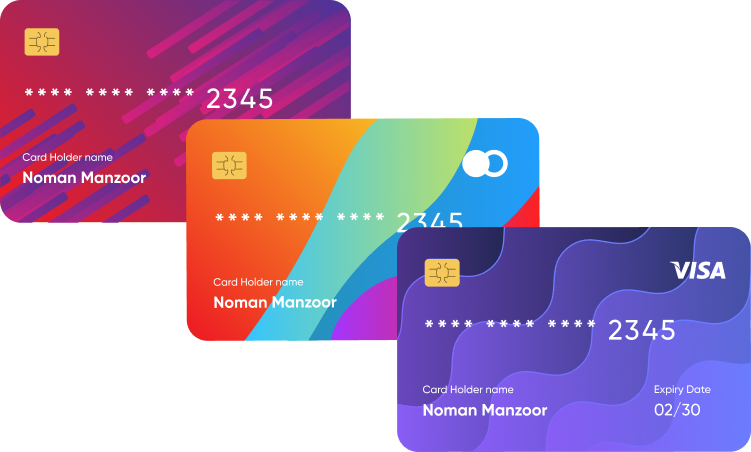 **** **** **** 2345
Card Holder name
Noman Manzoor
**** **** **** 2345
Card Holder name
Noman Manzoor
VISA
**** **** **** 2345
Card Holder name
Expiry Date
Noman Manzoor
02/30